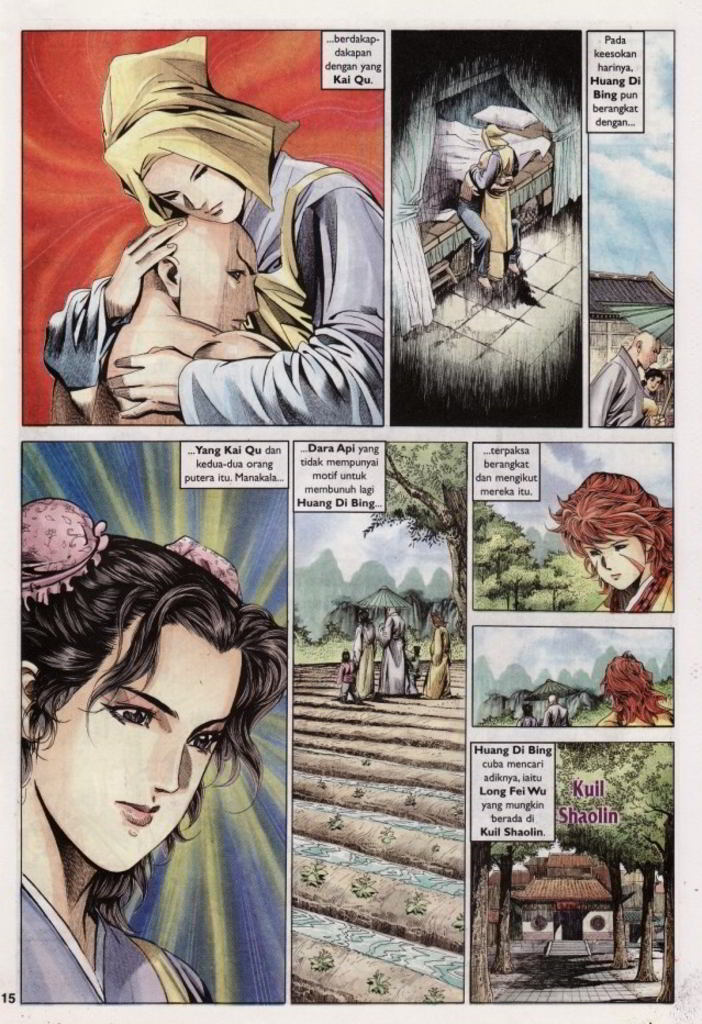 ...berdakap-
dakapan
dengan yang
Kai Qu.
Pada
keesokan
harinya,
Huang Di
Bing pun
berangkat
dengan...
...Yang Kai Qu dan
kedua-dua orang
putera itu. Manakala...
...Dara Api yang
tidak mempunyai
motif untuk
membunuh lagi
Huang Di Bing...
...terpaksa
berangkat
dan mengikut
mereka itu.
Huang Di Bing
cuba mencari
adiknya, iaitu
Long Fei Wu
yang mungkin
berada di
Kuil Shaolin.
Kuil
Shaolin
15